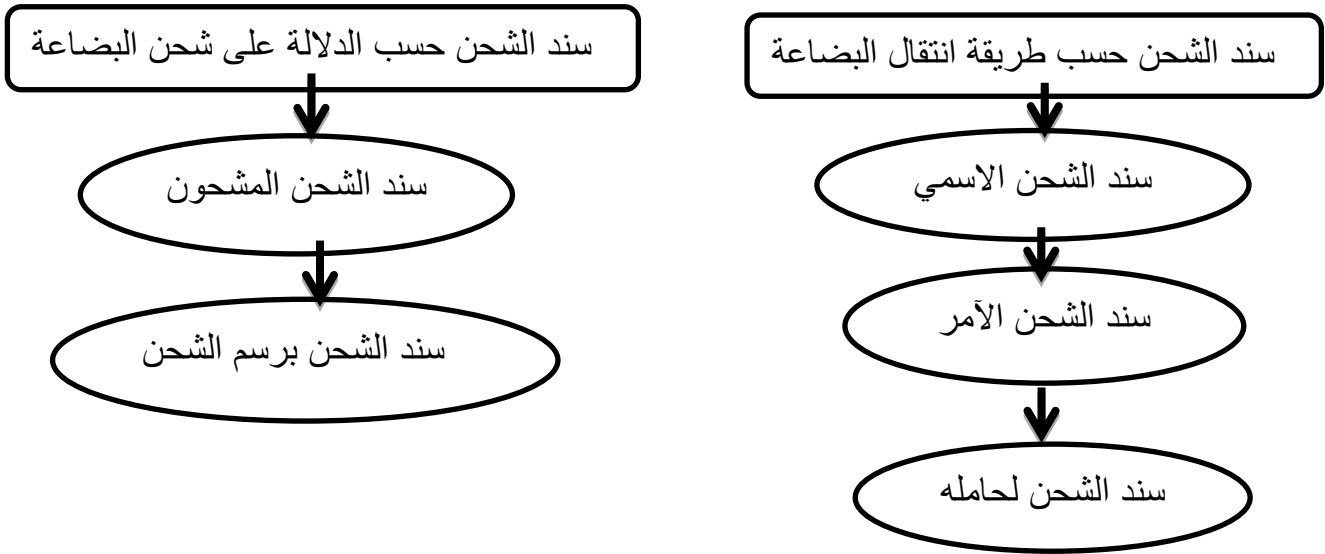 سند الشحن حسب طريقة انتقال البضاعة
سند الشحن الاسمي
سند الشحن الآمر
سند الشحن لحامله
سند الشحن حسب الدلالة على شحن البضاعة
سند الشحن المشحون
سند الشحن برسم الشحن